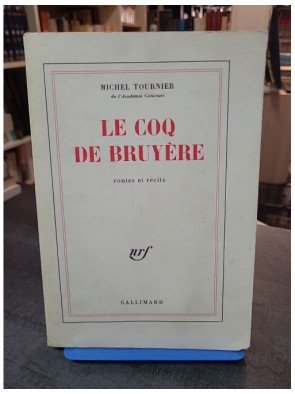 MICHEL TOURNIER
de l'Académie Goncourt
LE COQ
DE BRUYÈRE
contes et récits
nrf
GALLIMARD